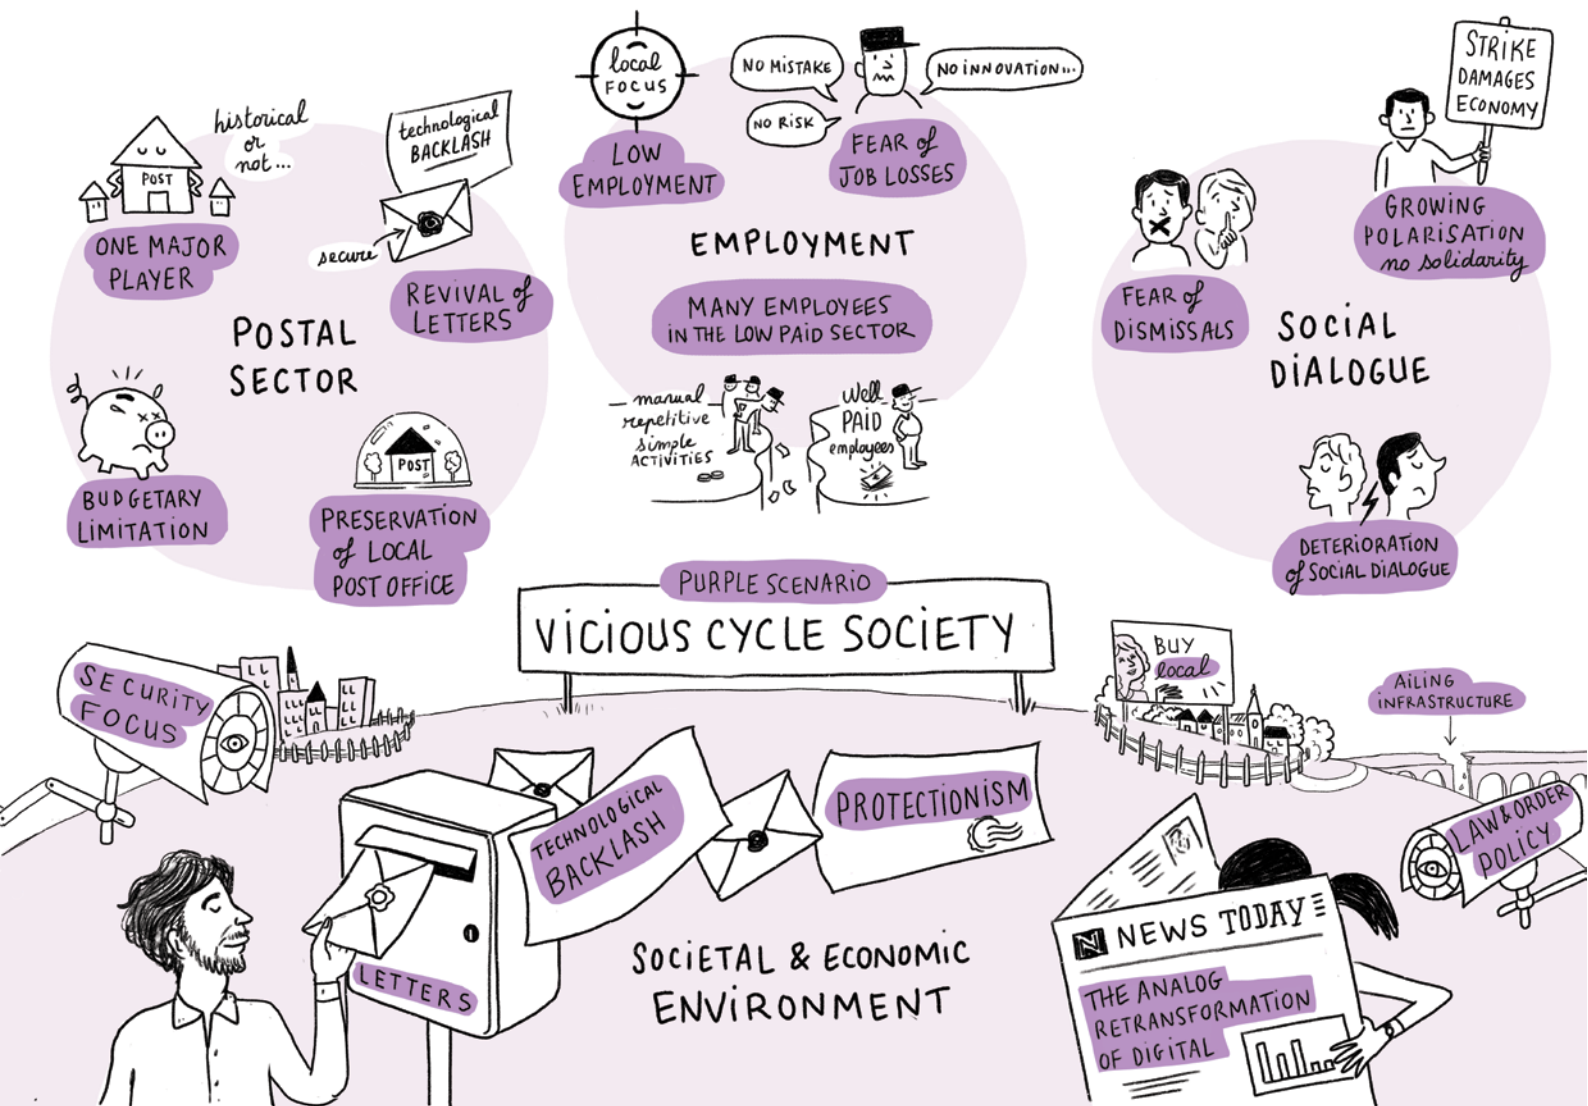 historical
or
not...
technological
BACKLASH
POST
secure
ONE MAJOR
PLAYER
REVIVAL of
LETTERS
POSTAL
SECTOR
BUDGETARY
LIMITATION
POST
PRESERVATION
of LOCAL
POST OFFICE
local
FOCUS
LOW
EMPLOYMENT
NO MISTAKE
NO RISK
NO INNOVATION...
FEAR of
JOB LOSSES
EMPLOYMENT
MANY EMPLOYEES
IN THE LOW PAID SECTOR
manual
repetitive
simple
ACTIVITIES
Well
PAID
employees
STRIKE
DAMAGES
ECONOMY
GROWING
POLARISATION
no solidarity
FEAR of
DISMISSALS
SOCIAL
DIALOGUE
DETERIORATION
of SOCIAL DIALOGUE
PURPLE SCENARIO
VICIOUS CYCLE SOCIETY
SECURITY
FOCUS
BUY
local
AILING
INFRASTRUCTURE
LAW & ORDER
POLICY
TECHNOLOGICAL
BACKLASH
PROTECTIONISM
LETTERS
SOCIETAL & ECONOMIC
ENVIRONMENT
N NEWS TODAY
THE ANALOG
RETRANSFORMATION
OF DIGITAL